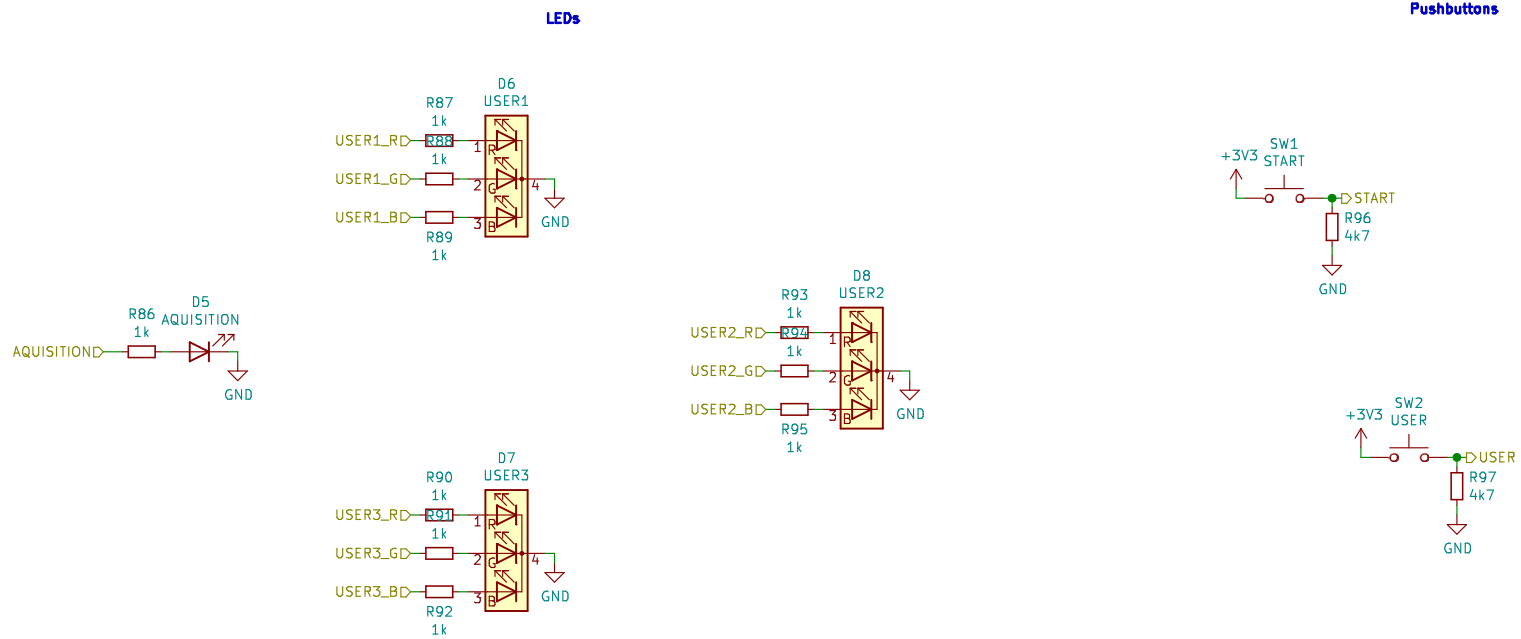 LEDs
Pushbuttons
D6
USER1
R87
1k
USER1_R
R88
1k
USER1_G
USER1_B
R89
1k
1
R
2
G
3
B
4
GND
SW1
START
+3V3
START
R96
4k7
GND
D5
AQUISITION
R86
1k
AQUISITION
GND
D8
USER2
R93
1k
USER2_R
R94
1k
USER2_G
USER2_B
R95
1k
1
R
2
G
3
B
4
GND
SW2
USER
+3V3
USER
R97
4k7
GND
D7
USER3
R90
1k
USER3_R
R91
1k
USER3_G
USER3_B
R92
1k
1
R
2
G
3
B
4
GND